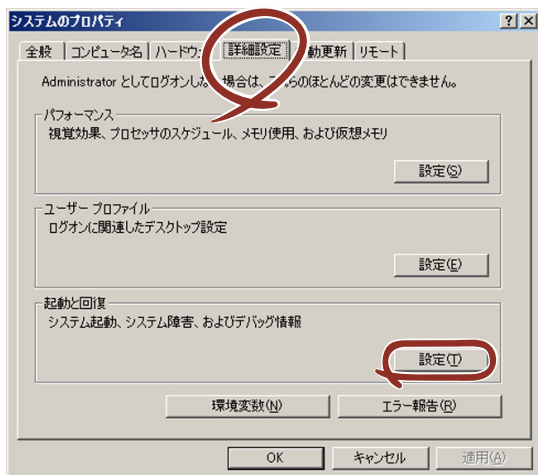 システムのプロパティ
全般 コンピュータ名 ハードウ 詳細設定 動更新 リモート
Administrator としてログオンしな 場合は、 らのほとんどの変更はできません。
パフォーマンス
視覚効果、プロセッサのスケジュール、メモリ使用、および仮想メモリ
設定(S)
ユーザー プロファイル
ログオンに関連したデスクトップ設定
設定(E)
起動と回復
システム起動、システム障害、およびデバッグ情報
設定(T)
環境変数(N) エラー報告(R)
OK キャンセル 適用(A)